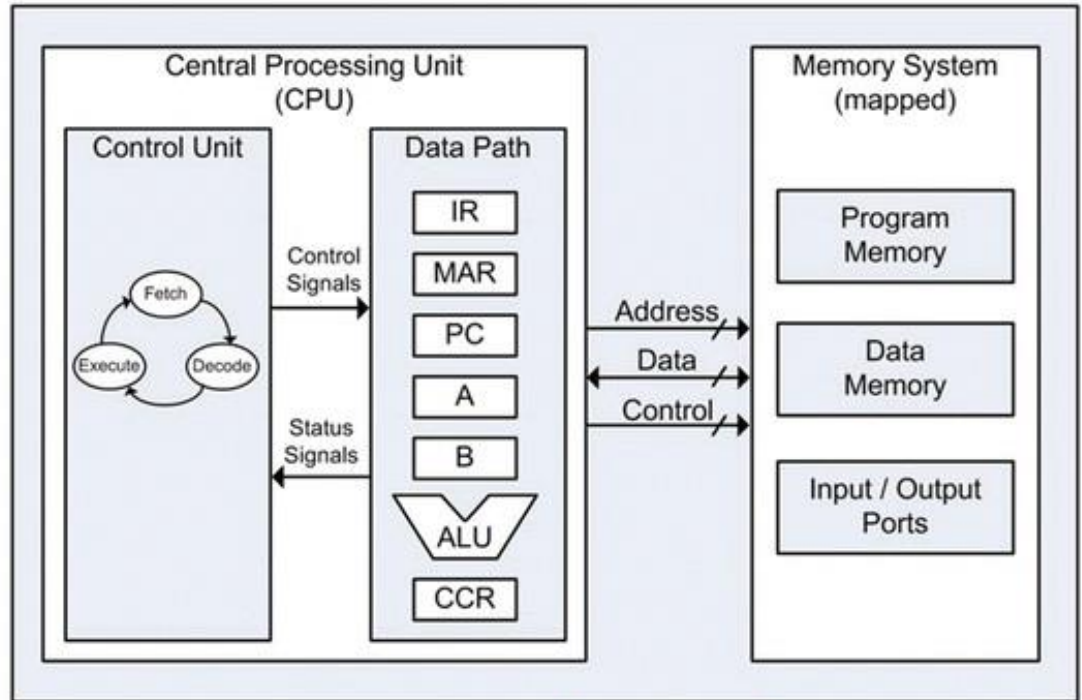 Central Processing Unit
(CPU)
Memory System
(mapped)
Control Unit
Data Path
IR
MAR
PC
A
B
ALU
CCR
Control
Signals
Status
Signals
Fetch
Decode
Execute
Address
Data
Control
Program
Memory
Data
Memory
Input / Output
Ports